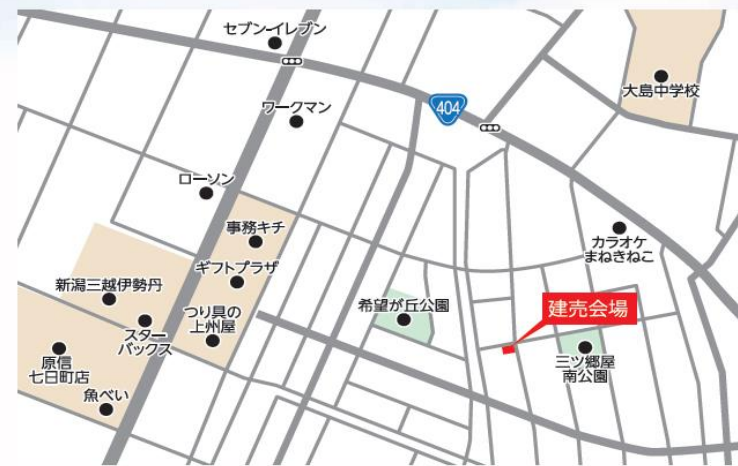 セブン-イレブン
大島中学校
404
ワークマン
ローソン
事務キチ
カラオケ
まねきねこ
ギフトプラザ
新潟三越伊勢丹
希望が丘公園
建売会場
つり具の
上州屋
スター
バックス
原信
七日町店
三ツ郷屋
南公園
魚べい